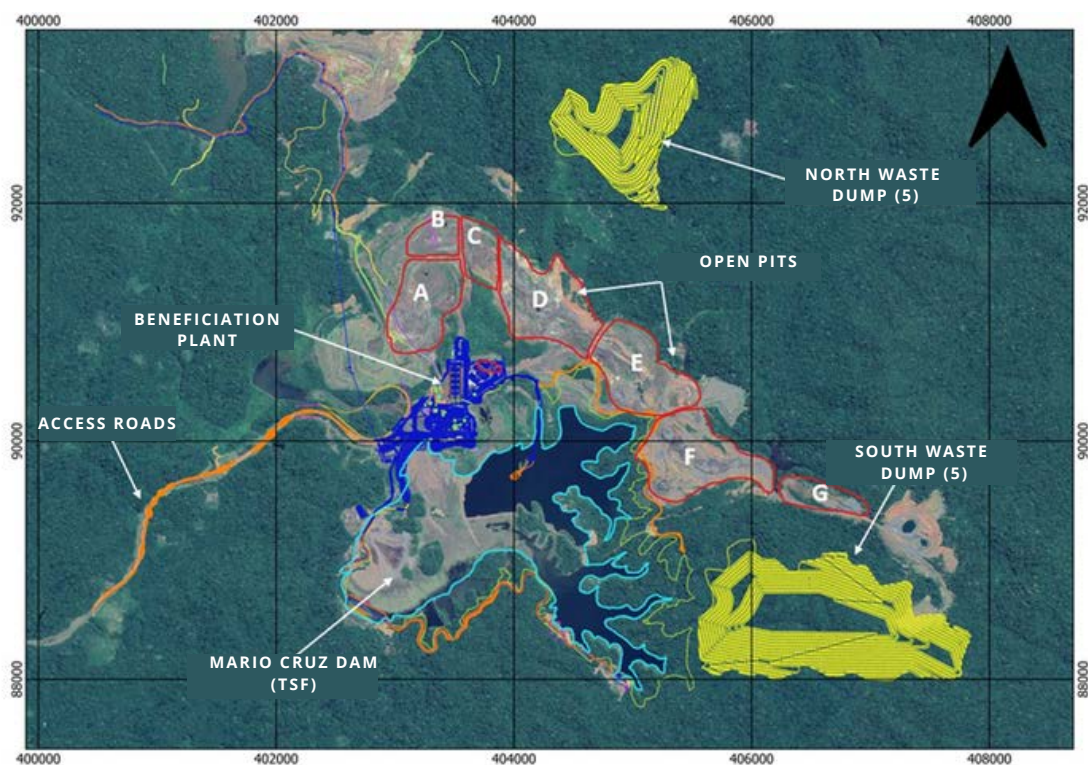 400000 402000 404000 406000 408000
92000
92000
NORTH WASTE
DUMP (5)
B
C
OPEN PITS
A
D
BENEFICIATION
PLANT
E
ACCESS ROADS
90000
90000
F
SOUTH WASTE
DUMP (5)
G
MARIO CRUZ DAM
(TSF)
88000
88000
400000 402000 404000 406000 408000